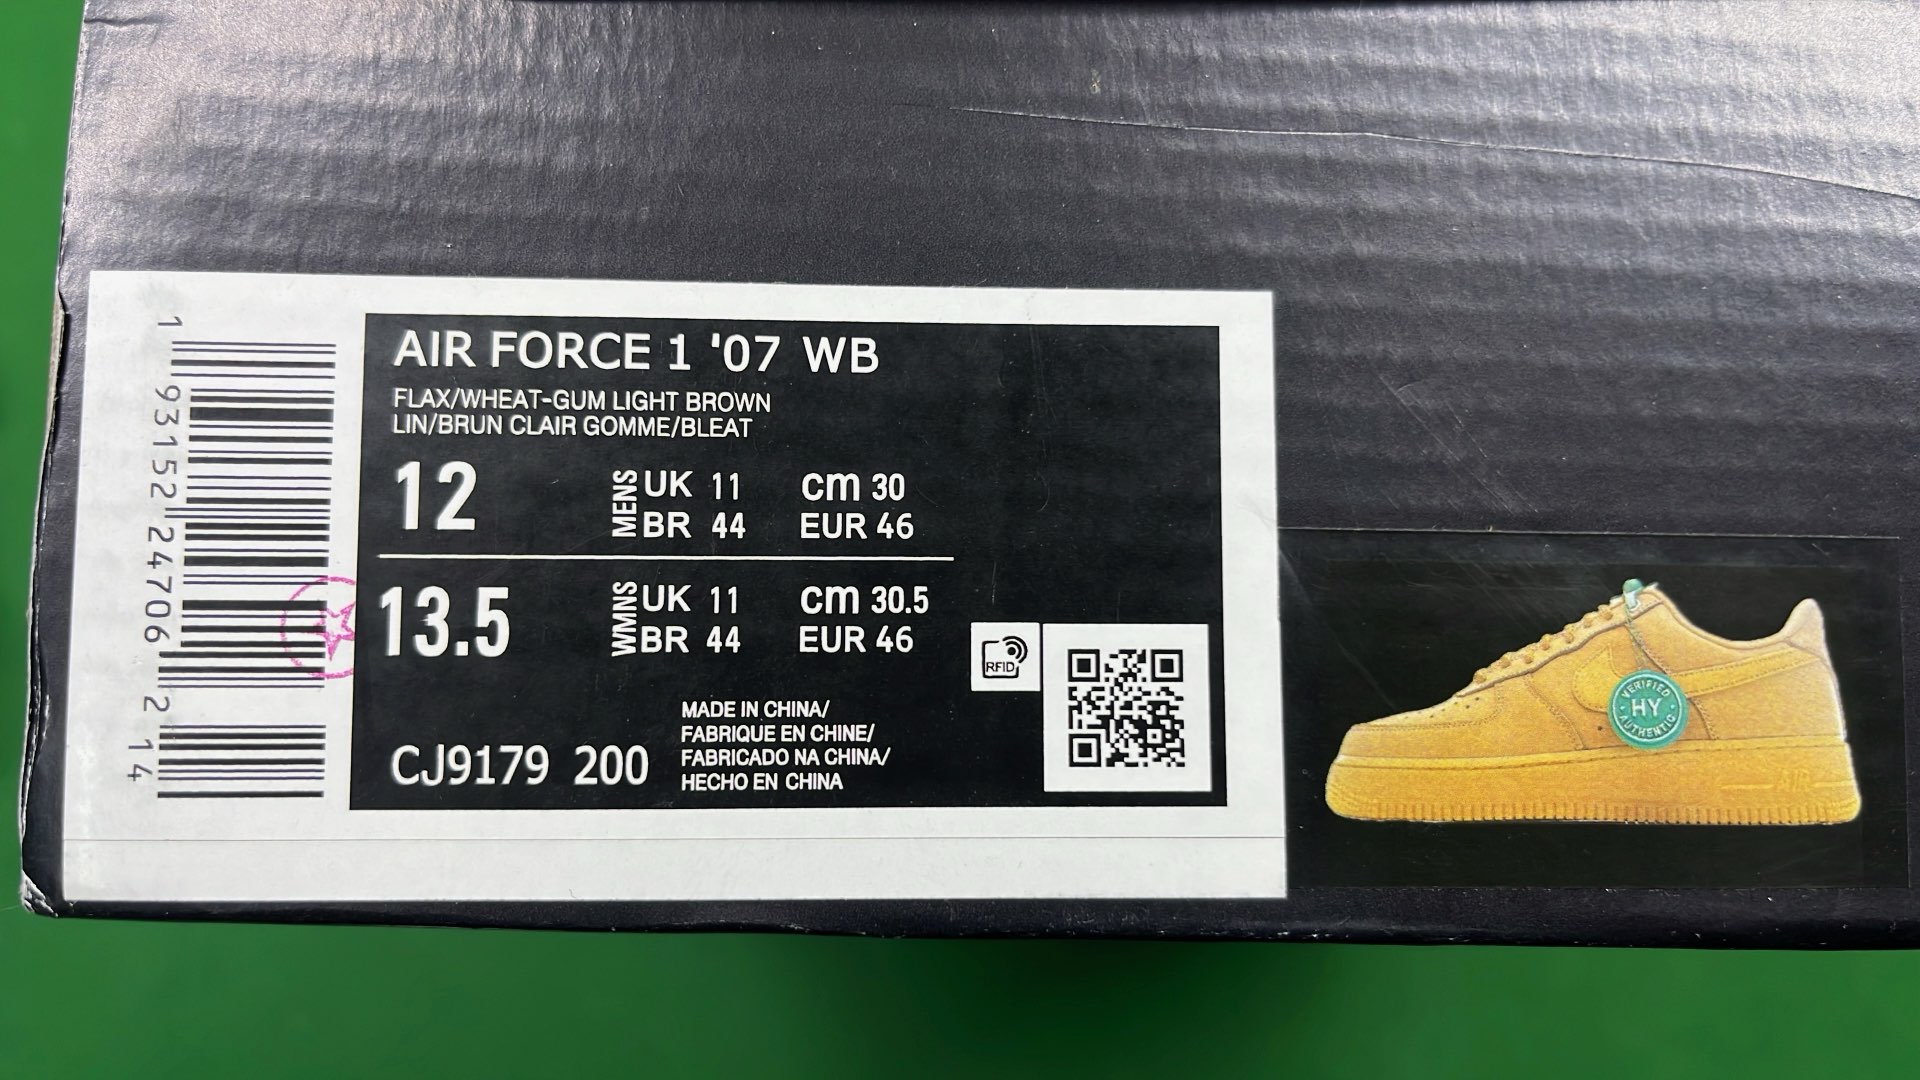 1 93152 24706 2 14
AIR FORCE 1 '07 WB
FLAX/WHEAT-GUM LIGHT BROWN
LIN/BRUN CLAIR GOMME/BLEAT
12 MENS UK 11 cm 30
BR 44 EUR 46
13.5 WMNS UK 11 cm 30.5
BR 44 EUR 46
RFID
CJ9179 200
MADE IN CHINA/
FABRIQUE EN CHINE/
FABRICADO NA CHINA/
HECHO EN CHINA
VERIFIED
HY
AUTHENTIC
AIR